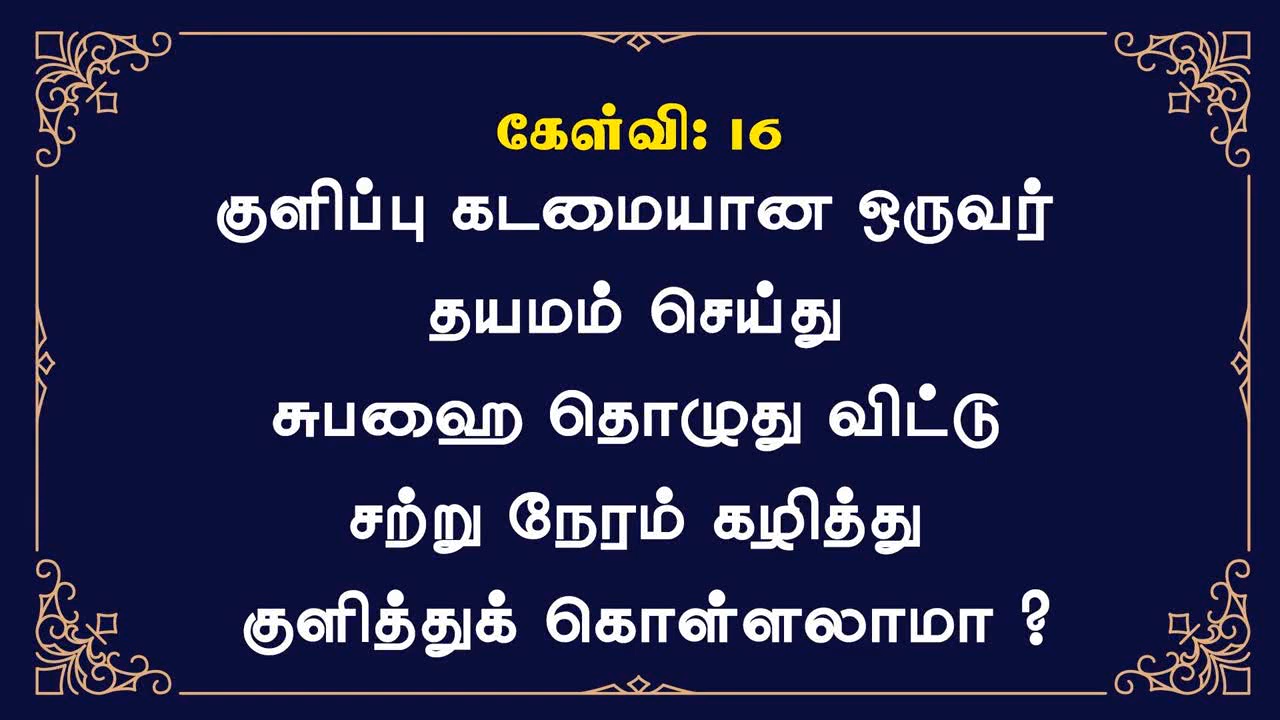 கேள்வி: 16
குளிப்பு கடமையான ஒருவர்
தயமம் செய்து
சுபஹை தொழுது விட்டு
சற்று நேரம் கழித்து
குளித்துக் கொள்ளலாமா ?